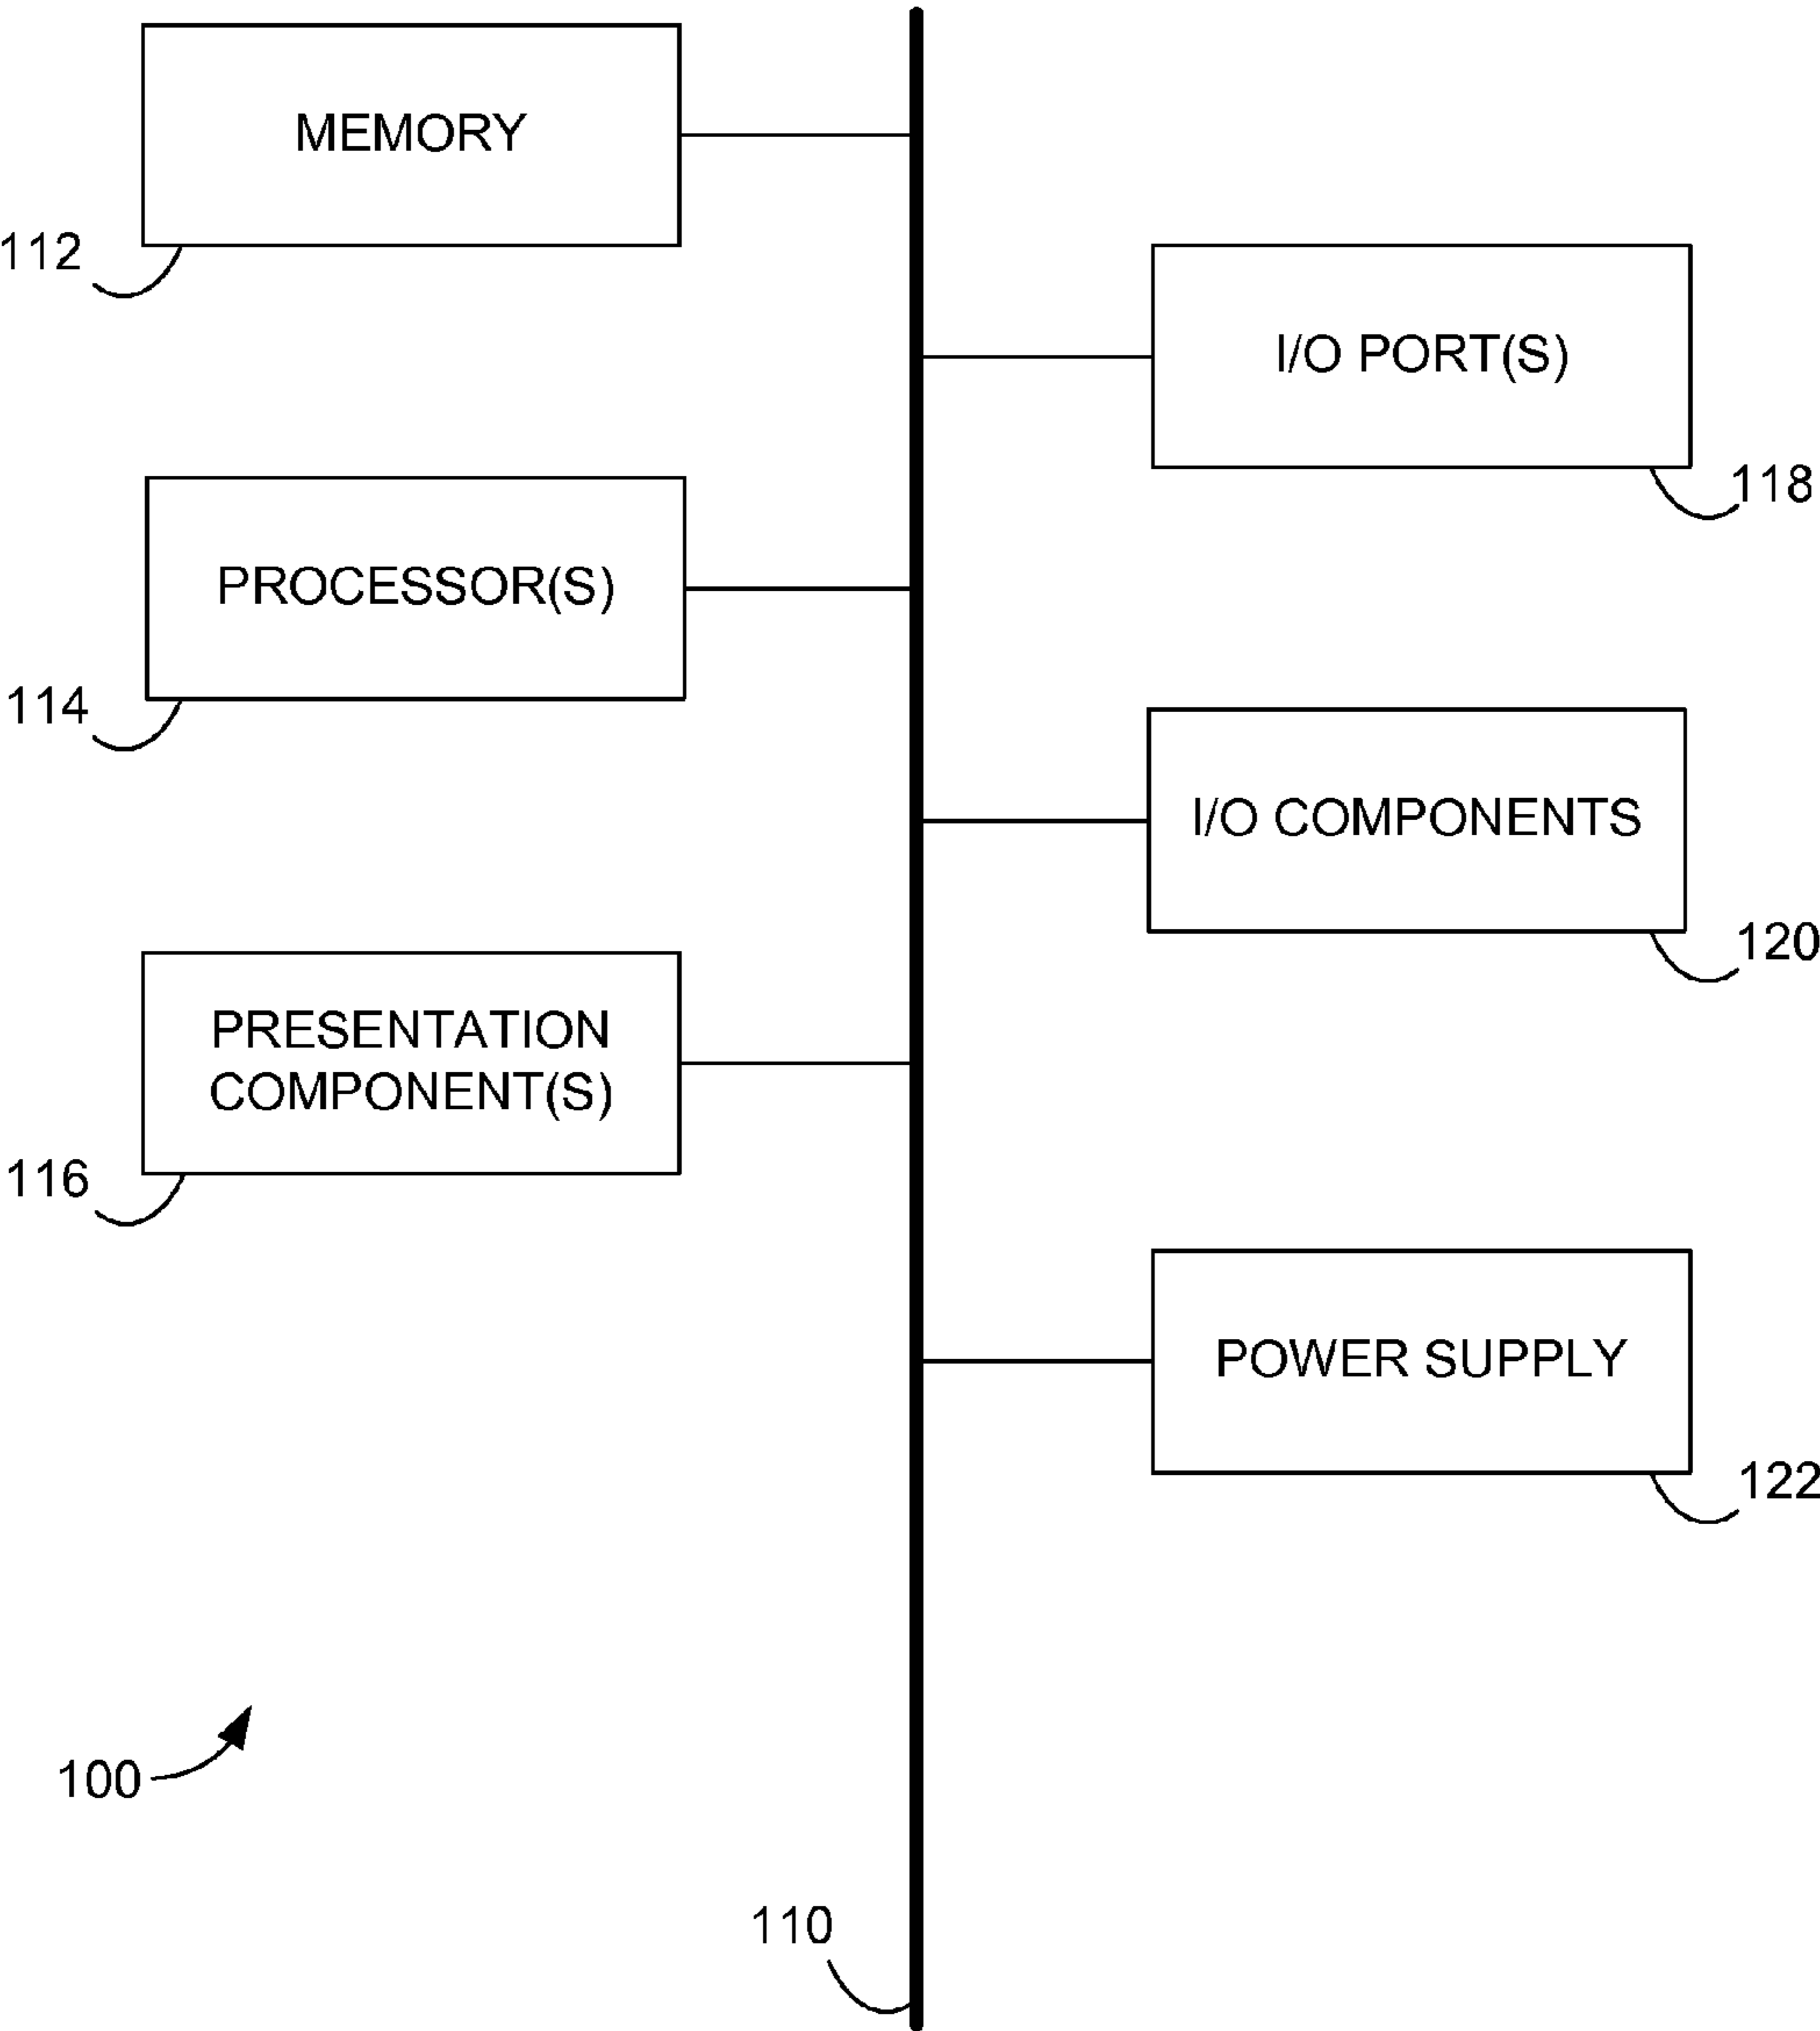 MEMORY
112
I/O PORT(S)
118
PROCESSOR(S)
114
I/O COMPONENTS
120
PRESENTATION
COMPONENT(S)
116
POWER SUPPLY
122
100
110